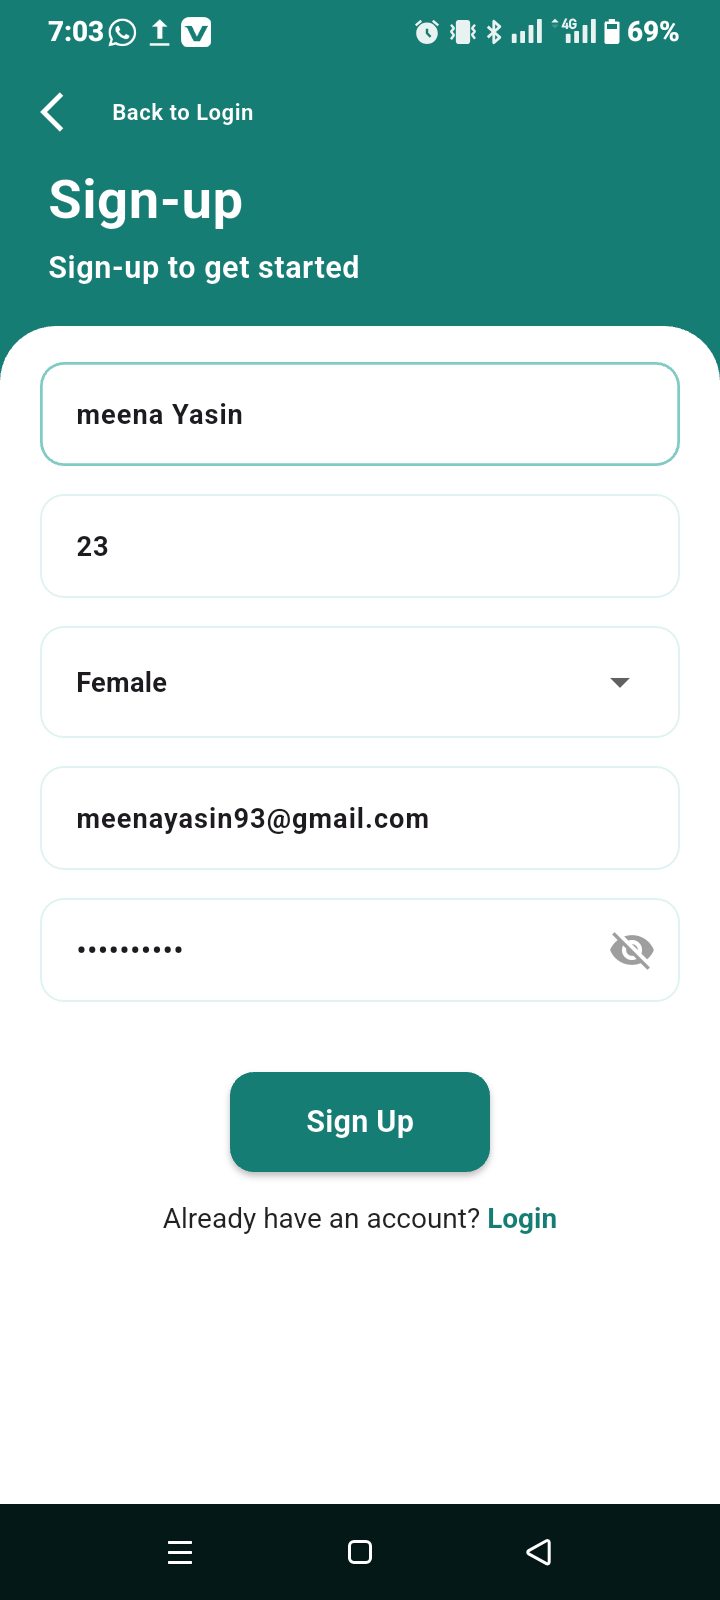 7:03 4G 69%
Back to Login
Sign-up
Sign-up to get started
meena Yasin
23
Female
meenayasin93@gmail.com
••••••••••
Sign Up
Already have an account? Login